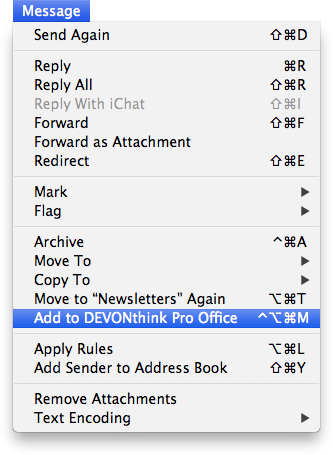 Message
Send Again ⇧⌘D
Reply ⌘R
Reply All ⇧⌘R
Reply With iChat ⇧⌘I
Forward ⇧⌘F
Forward as Attachment
Redirect ⇧⌘E
Mark ▶
Flag ▶
Archive ^⌘A
Move To ▶
Copy To ▶
Move to “Newsletters” Again ⌥⌘T
Add to DEVONthink Pro Office ^⌥⌘M
Apply Rules ⌥⌘L
Add Sender to Address Book ⇧⌘Y
Remove Attachments
Text Encoding ▶